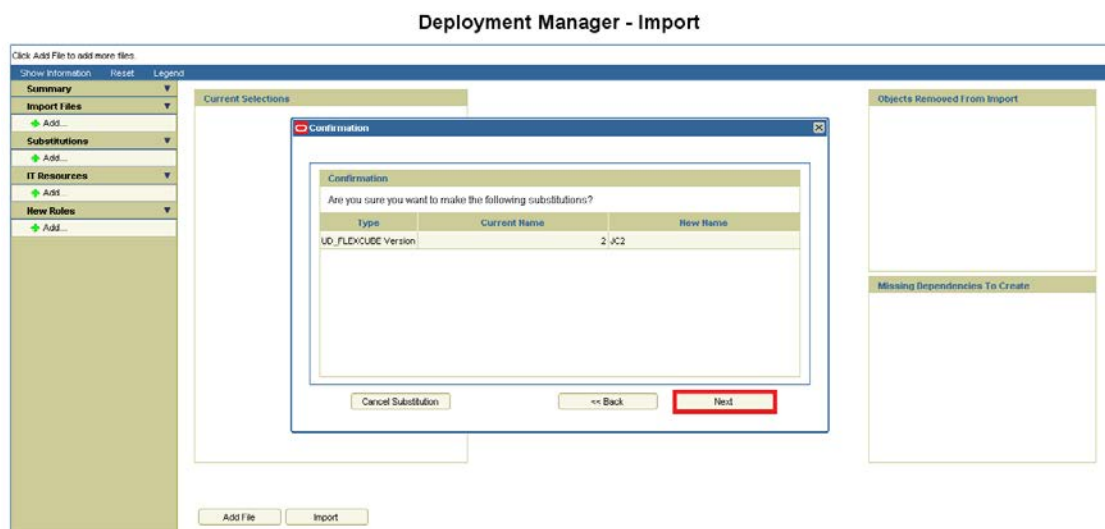 Deployment Manager - Import
Click Add File to add more files.
Show Information Reset Legend
Summary
Import Files
Add...
Substitutions
Add...
IT Resources
Add...
New Roles
Add...
Current Selections
Confirmation
Confirmation
Are you sure you want to make the following substitutions?
Type Current Name New Name
UD_FLEXCUBE Version 2 JC2
Cancel Substitution << Back Next
Objects Removed From Import
Missing Dependencies To Create
Add File Import